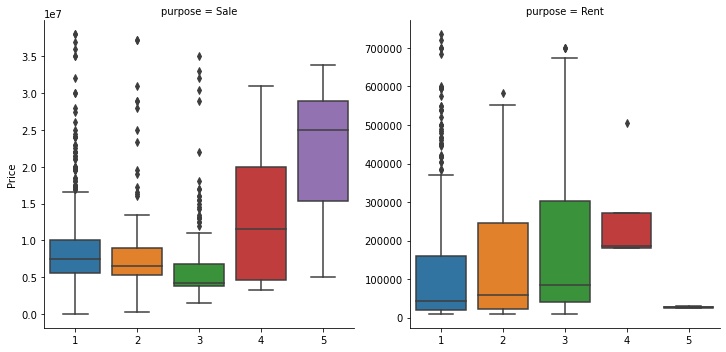 purpose = Sale
purpose = Rent
1e7
Price
3.5
3.0
2.5
2.0
1.5
1.0
0.5
0.0
1 2 3 4 5
700000
600000
500000
400000
300000
200000
100000
0
1 2 3 4 5